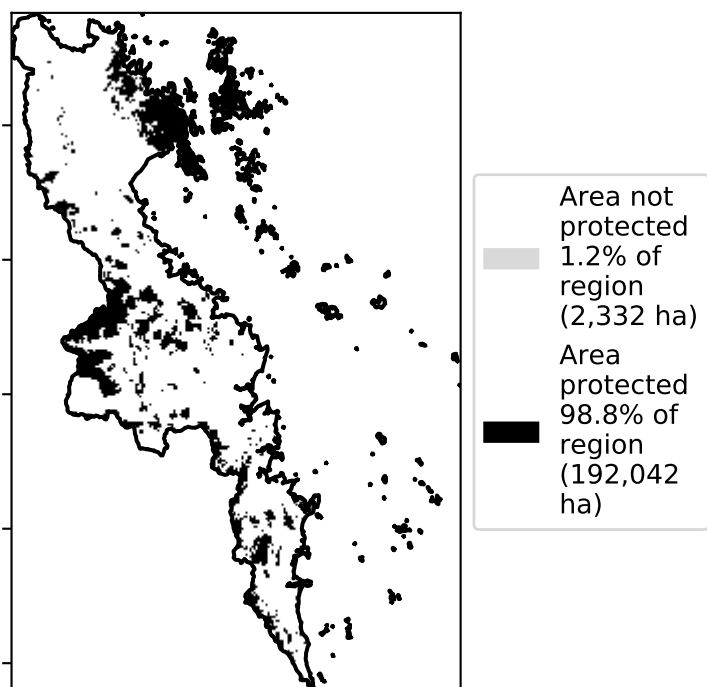 Area not
protected
1.2% of
region
(2,332 ha)
Area
protected
98.8% of
region
(192,042
ha)